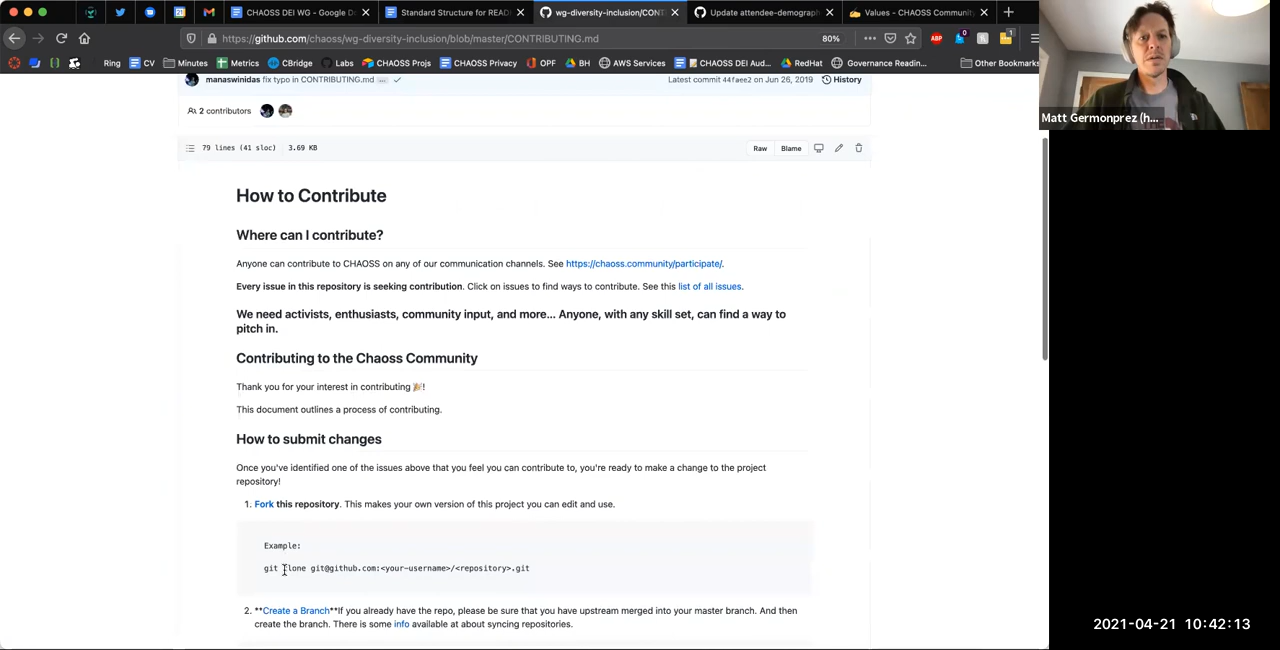 CHAOSS DEI WG - Google D
Standard Structure for READ
wg-diversity-inclusion/CONT
Update attendee-demograph
Values - CHAOSS Community
https://github.com/chaoss/wg-diversity-inclusion/blob/master/CONTRIBUTING.md
80%
Ring
CV
Minutes
Metrics
CBridge
Labs
CHAOSS Projs
CHAOSS Privacy
OPF
BH
AWS Services
CHAOSS DEI Aud...
RedHat
Governance Readin...
Other Bookmarks
manaswinidas fix typo in CONTRIBUTING.md
Latest commit 44faee2 on Jun 26, 2019
History
2 contributors
79 lines (41 sloc) 3.69 KB
Raw
Blame
How to Contribute
Where can I contribute?
Anyone can contribute to CHAOSS on any of our communication channels. See https://chaoss.community/participate/.
Every issue in this repository is seeking contribution. Click on issues to find ways to contribute. See this list of all issues.
We need activists, enthusiasts, community input, and more... Anyone, with any skill set, can find a way to
pitch in.
Contributing to the Chaoss Community
Thank you for your interest in contributing 🎉!
This document outlines a process of contributing.
How to submit changes
Once you've identified one of the issues above that you feel you can contribute to, you're ready to make a change to the project
repository!
1. Fork this repository. This makes your own version of this project you can edit and use.
Example:
git clone git@github.com:<your-username>/<repository>.git
2. **Create a Branch**If you already have the repo, please be sure that you have upstream merged into your master branch. And then
create the branch. There is some info available at about syncing repositories.
Matt Germonprez (h...
2021-04-21 10:42:13